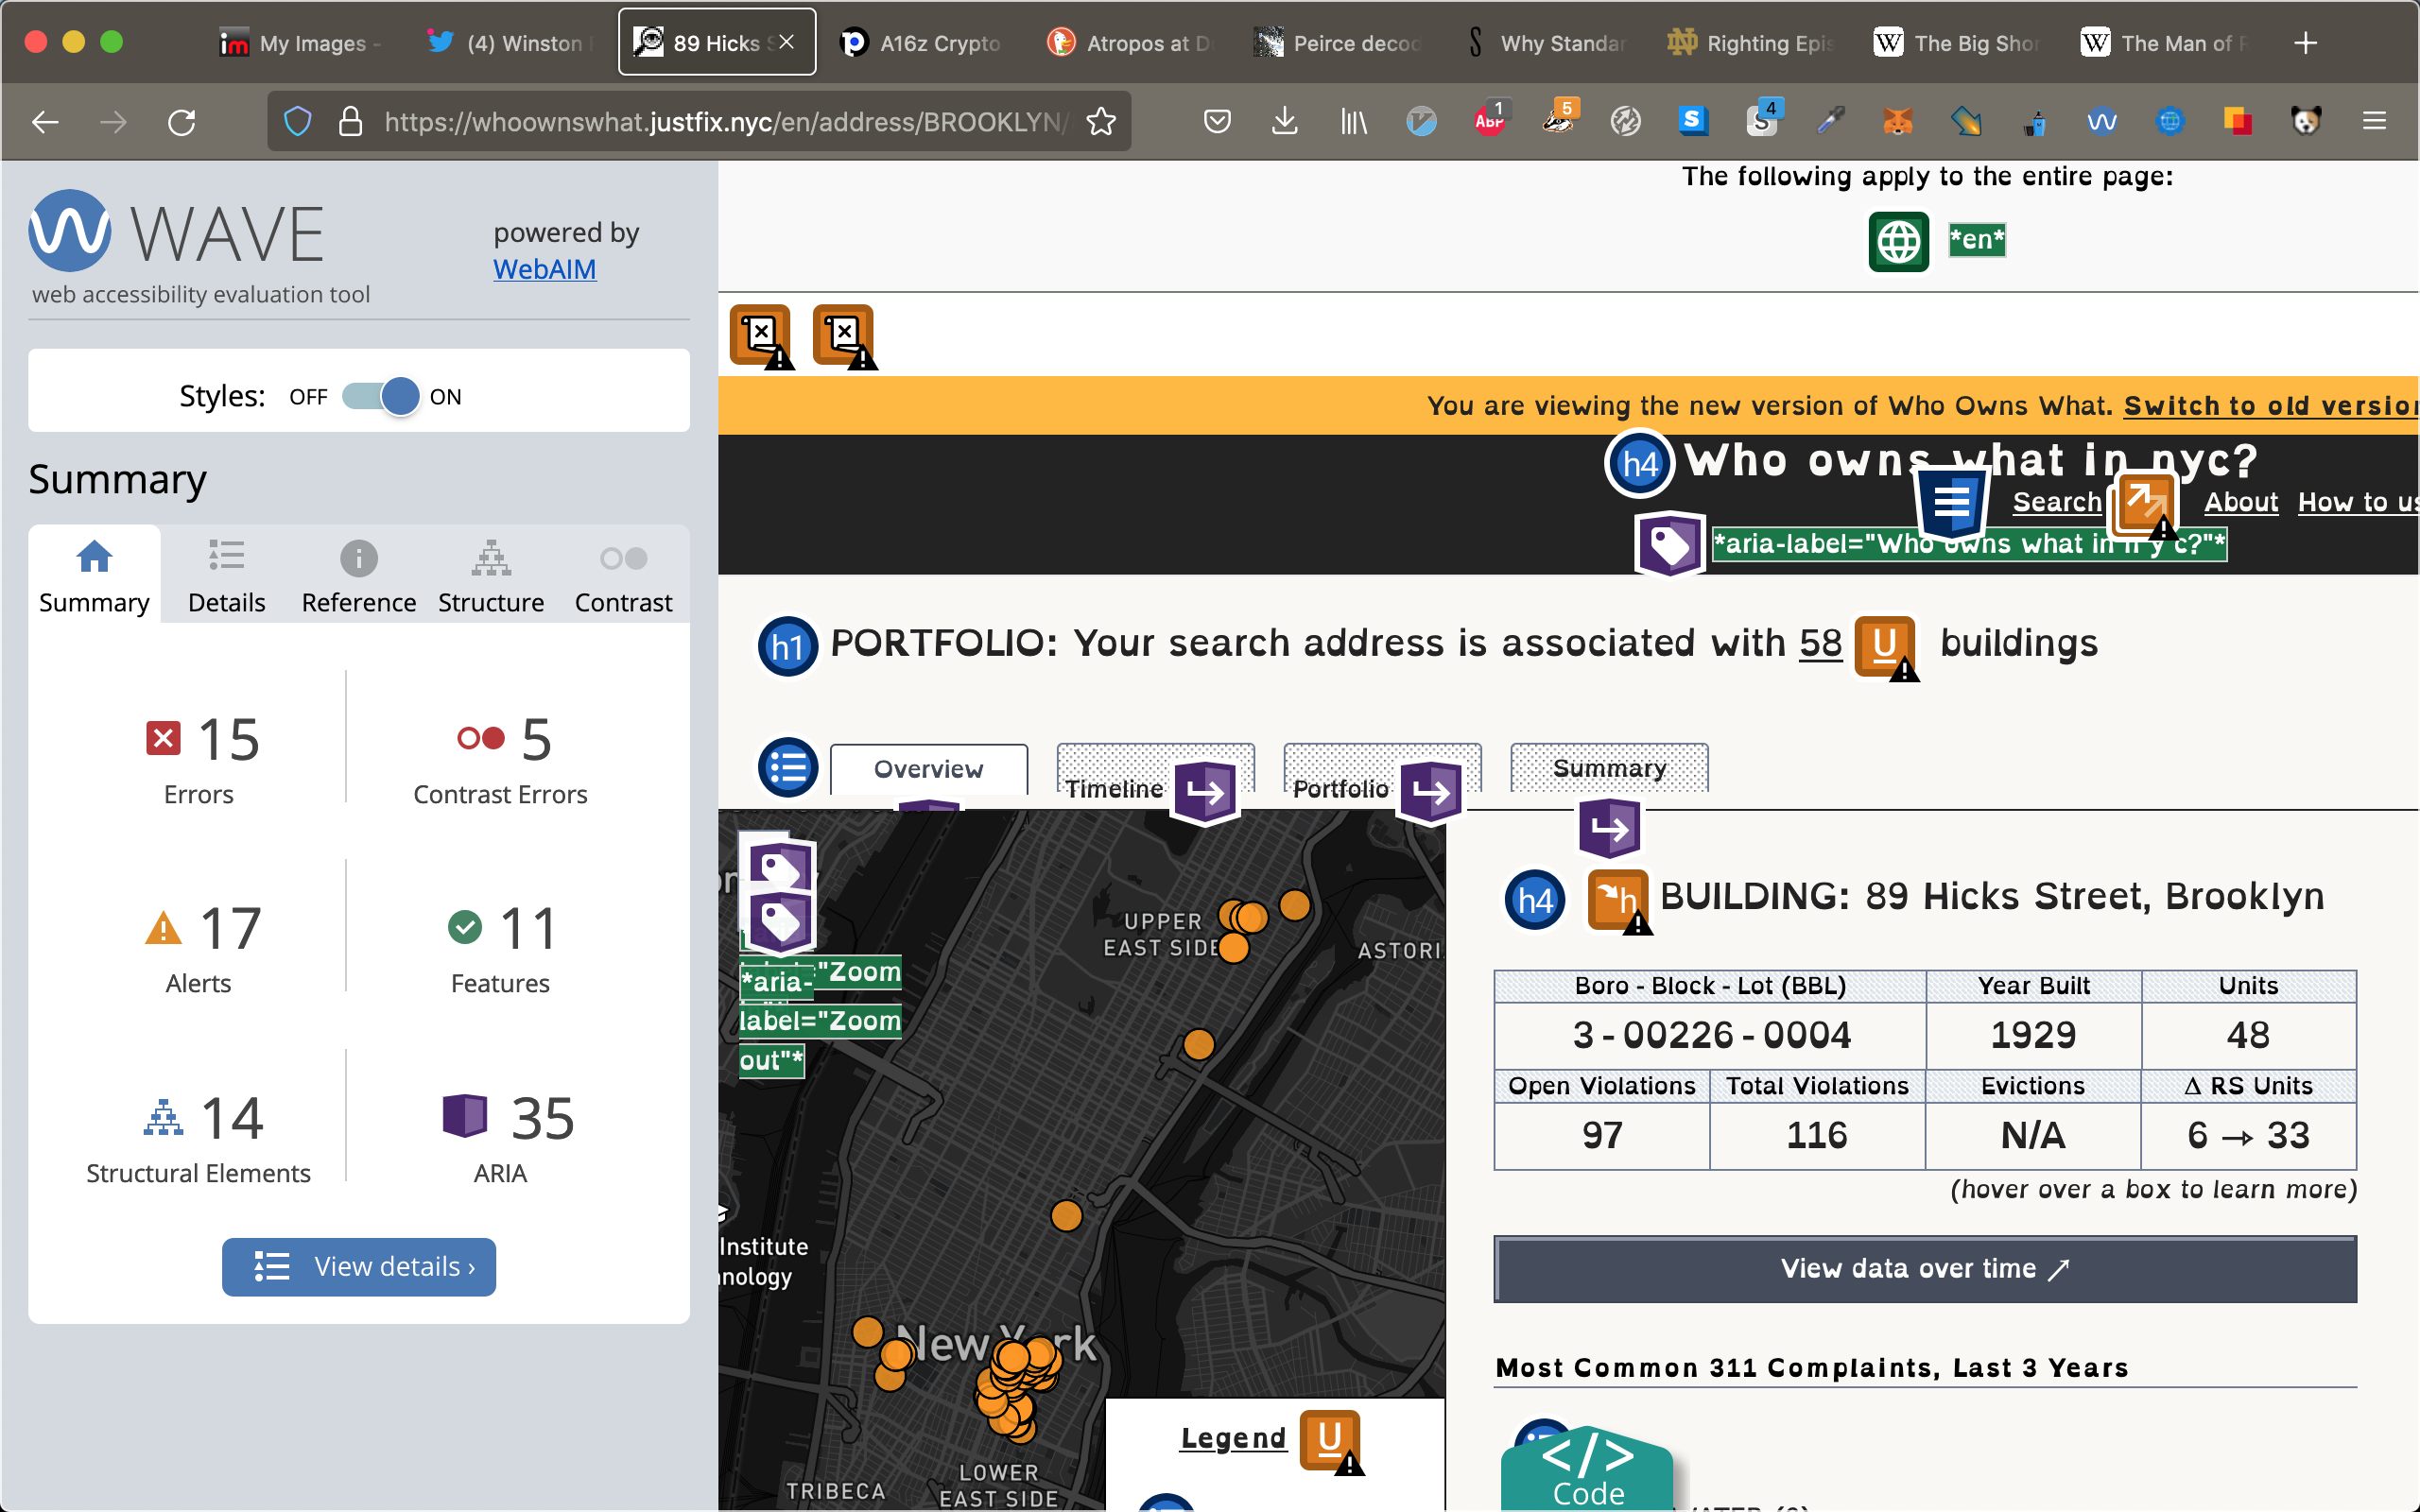 My Images -
(4) Winston
89 Hicks S
A16z Crypto
Atropos at D
Peirce decod
Why Standar
Righting Epis
The Big Shor
The Man of
https://whoownswhat.justfix.nyc/en/address/BROOKLYN/
ABP
1
5
4
WAVE
powered by
WebAIM
web accessibility evaluation tool
Styles: OFF ON
Summary
Summary
Details
Reference
Structure
Contrast
15
Errors
5
Contrast Errors
17
Alerts
11
Features
14
Structural Elements
35
ARIA
View details ›
The following apply to the entire page:
*en*
You are viewing the new version of Who Owns What. Switch to old version
h4 Who owns what in nyc?
Search About How to us
*aria-label="Who owns what in n y c?"*
h1 PORTFOLIO: Your search address is associated with 58 U buildings
Overview
Timeline
Portfolio
Summary
*aria-
="Zoom
label="Zoom
out"*
UPPER
EAST SIDE
ASTORI
Institute
nology
New York
TRIBECA
LOWER
EAST SIDE
Legend U
h4 h BUILDING: 89 Hicks Street, Brooklyn
Boro - Block - Lot (BBL) Year Built Units
3 - 00226 - 0004 1929 48
Open Violations Total Violations Evictions Δ RS Units
97 116 N/A 6 → 33
(hover over a box to learn more)
View data over time ↗
Most Common 311 Complaints, Last 3 Years
</>
Code